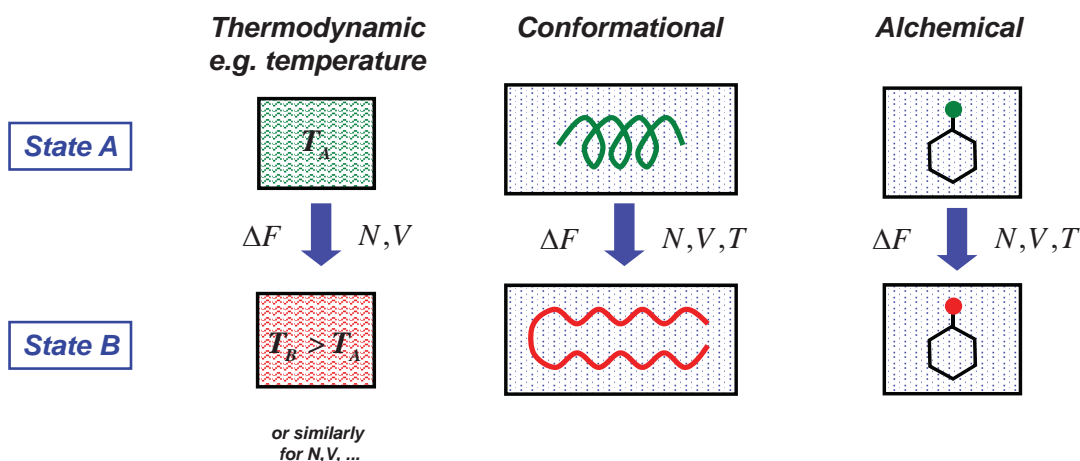 Thermodynamic
e.g. temperature
Conformational
Alchemical
State A
T_A
ΔF
N,V
ΔF
N,V,T
ΔF
N,V,T
State B
T_B > T_A
or similarly
for N,V, ...